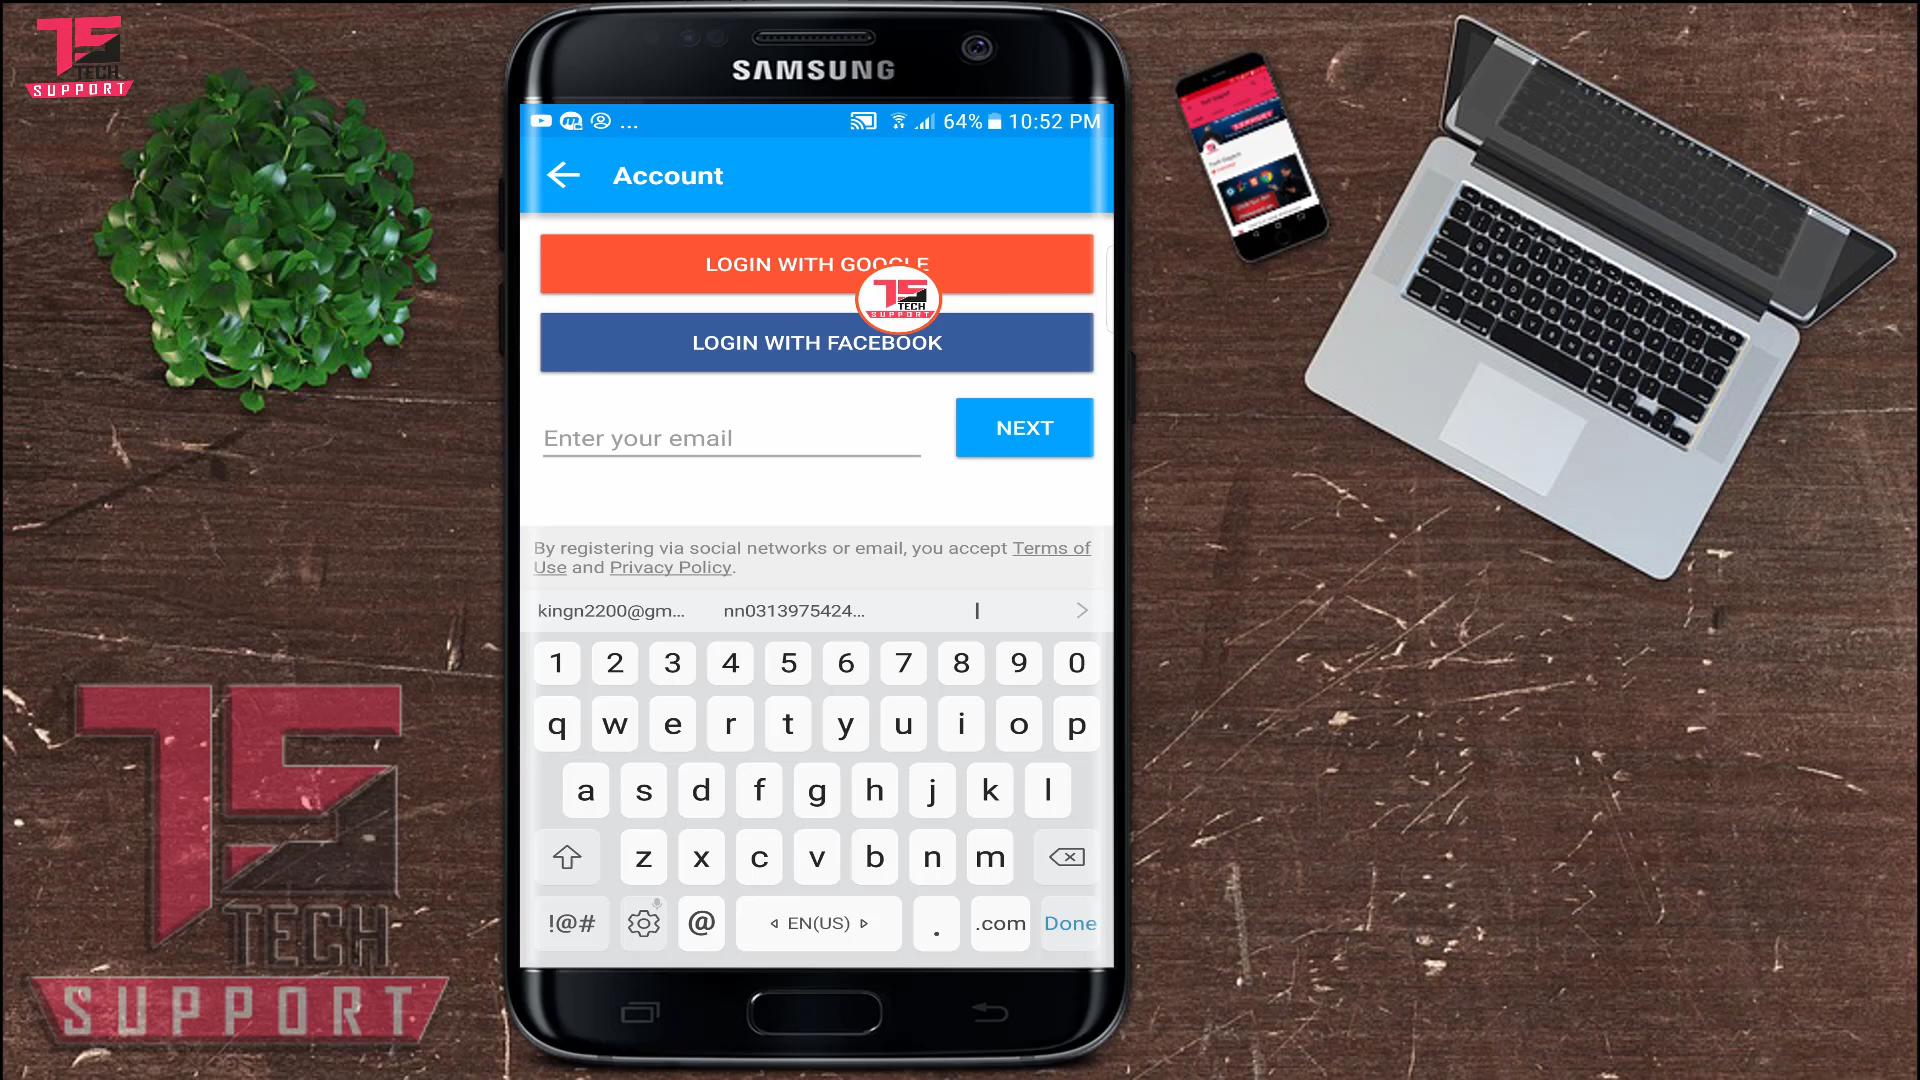 TECH
SUPPORT
SAMSUNG
... 64% 10:52 PM
Account
LOGIN WITH GOOGLE
TECH
SUPPORT
LOGIN WITH FACEBOOK
Enter your email
NEXT
By registering via social networks or email, you accept Terms of
Use and Privacy Policy.
kingn2200@gm... nn0313975424...
1 2 3 4 5 6 7 8 9 0
q w e r t y u i o p
a s d f g h j k l
z x c v b n m
!@# @ EN(US) . .com Done
TECH
SUPPORT